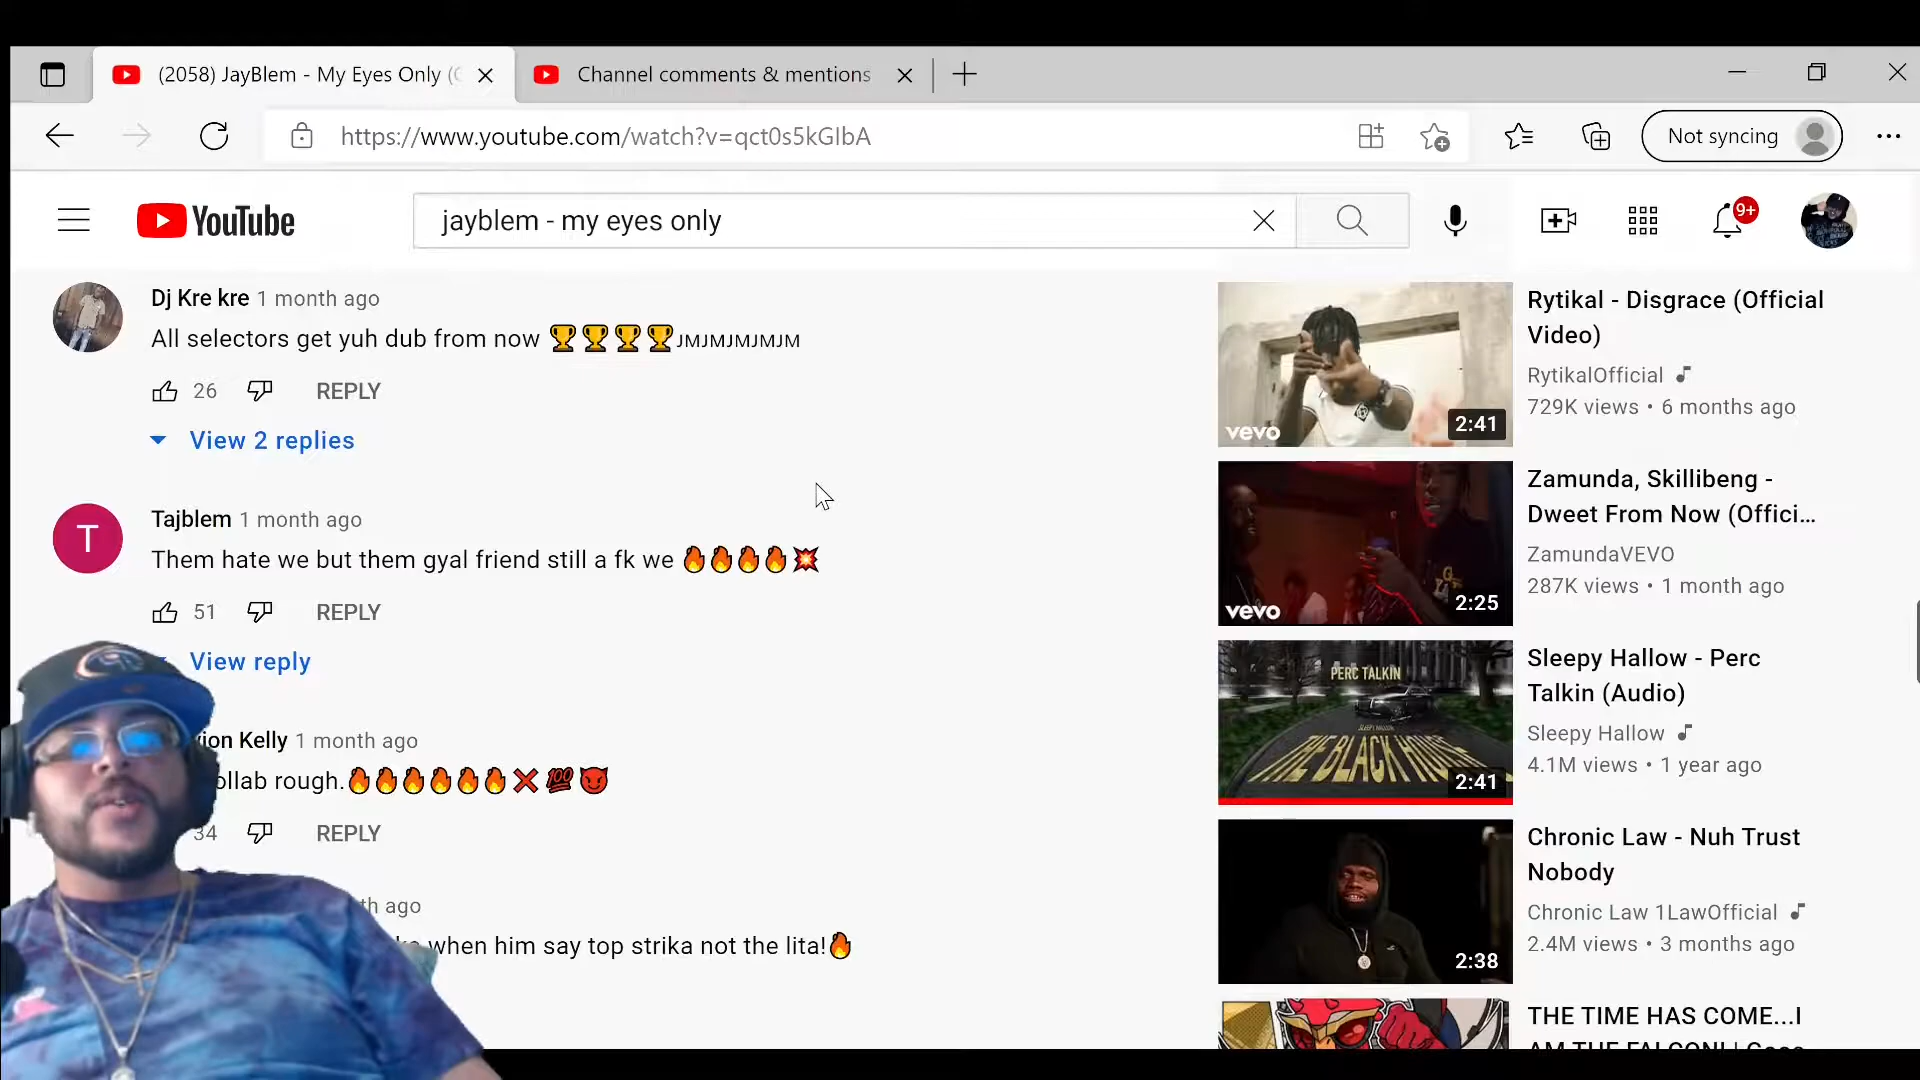 (2058) JayBlem - My Eyes Only (
Channel comments & mentions
https://www.youtube.com/watch?v=qct0s5kGIbA
Not syncing
YouTube
jayblem - my eyes only
9+
Dj Kre kre 1 month ago
All selectors get yuh dub from now 🏆🏆🏆🏆JMJMJMJMJM
26 REPLY
View 2 replies
T
Tajblem 1 month ago
Them hate we but them gyal friend still a fk we 🔥🔥🔥🔥💥
51 REPLY
View reply
Kelly 1 month ago
rough.🔥🔥🔥🔥🔥🔥❌💯😈
34 REPLY
ago
when him say top strika not the lita!🔥
vevo
2:41
Rytikal - Disgrace (Official
Video)
RytikalOfficial
729K views • 6 months ago
vevo
2:25
Zamunda, Skillibeng -
Dweet From Now (Offici...
ZamundaVEVO
287K views • 1 month ago
PERC TALKIN
SLEEPY HALLOW
THE BLACK HOUSE
2:41
Sleepy Hallow - Perc
Talkin (Audio)
Sleepy Hallow
4.1M views • 1 year ago
2:38
Chronic Law - Nuh Trust
Nobody
Chronic Law 1LawOfficial
2.4M views • 3 months ago
THE TIME HAS COME...I
AM THE FALCON! |